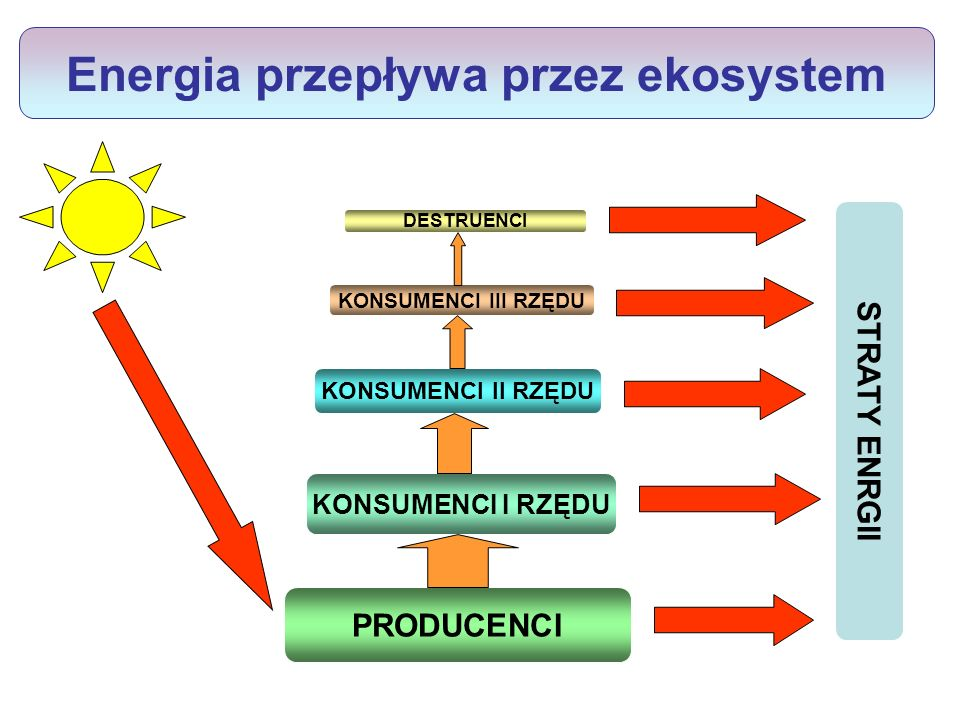 Energia przepływa przez ekosystem
DESTRUENCI
KONSUMENCI III RZĘDU
KONSUMENCI II RZĘDU
KONSUMENCI I RZĘDU
PRODUCENCI
STRATY ENRGII